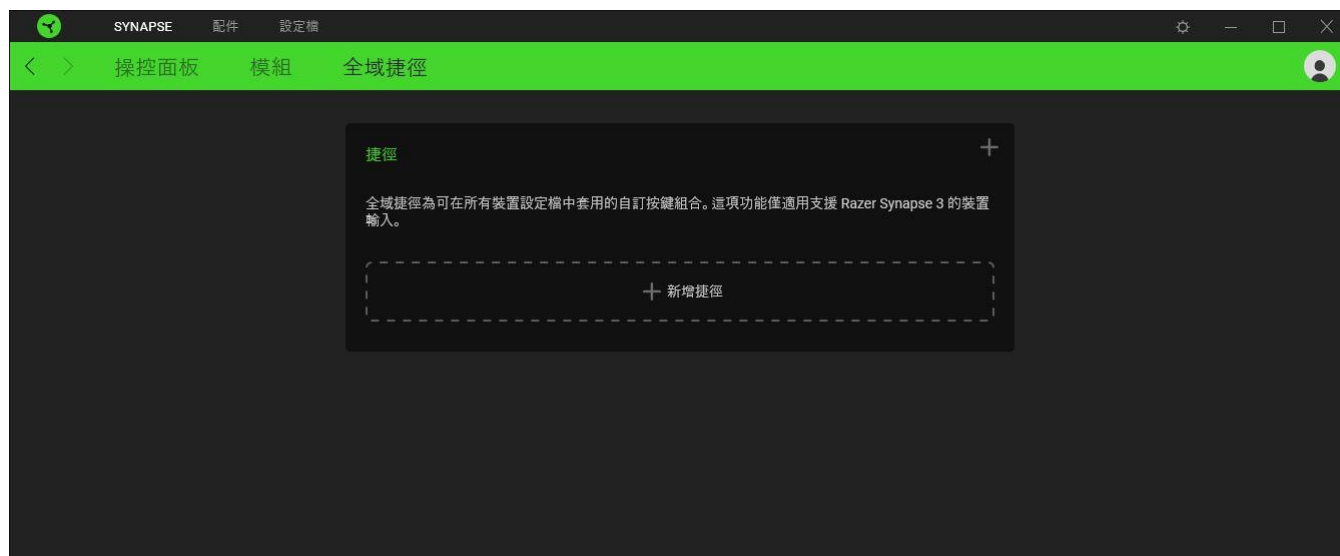 SYNAPSE 配件 設定檔
操控面板 模組 全域捷徑
捷徑
全域捷徑為可在所有裝置設定檔中套用的自訂按鍵組合。這項功能僅適用支援 Razer Synapse 3 的裝置
輸入。
新增捷徑